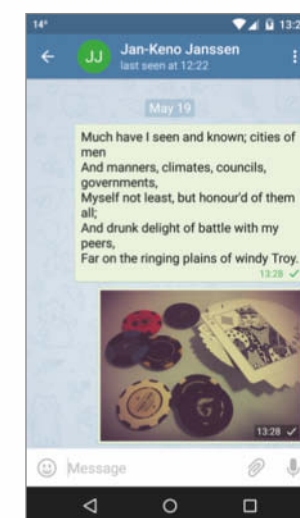 14°
13:2
JJ
Jan-Keno Janssen
last seen at 12:22
May 19
Much have I seen and known; cities of
men
And manners, climates, councils,
governments,
Myself not least, but honour'd of them
all;
And drunk delight of battle with my
peers,
Far on the ringing plains of windy Troy.
13:28
13:28
Message